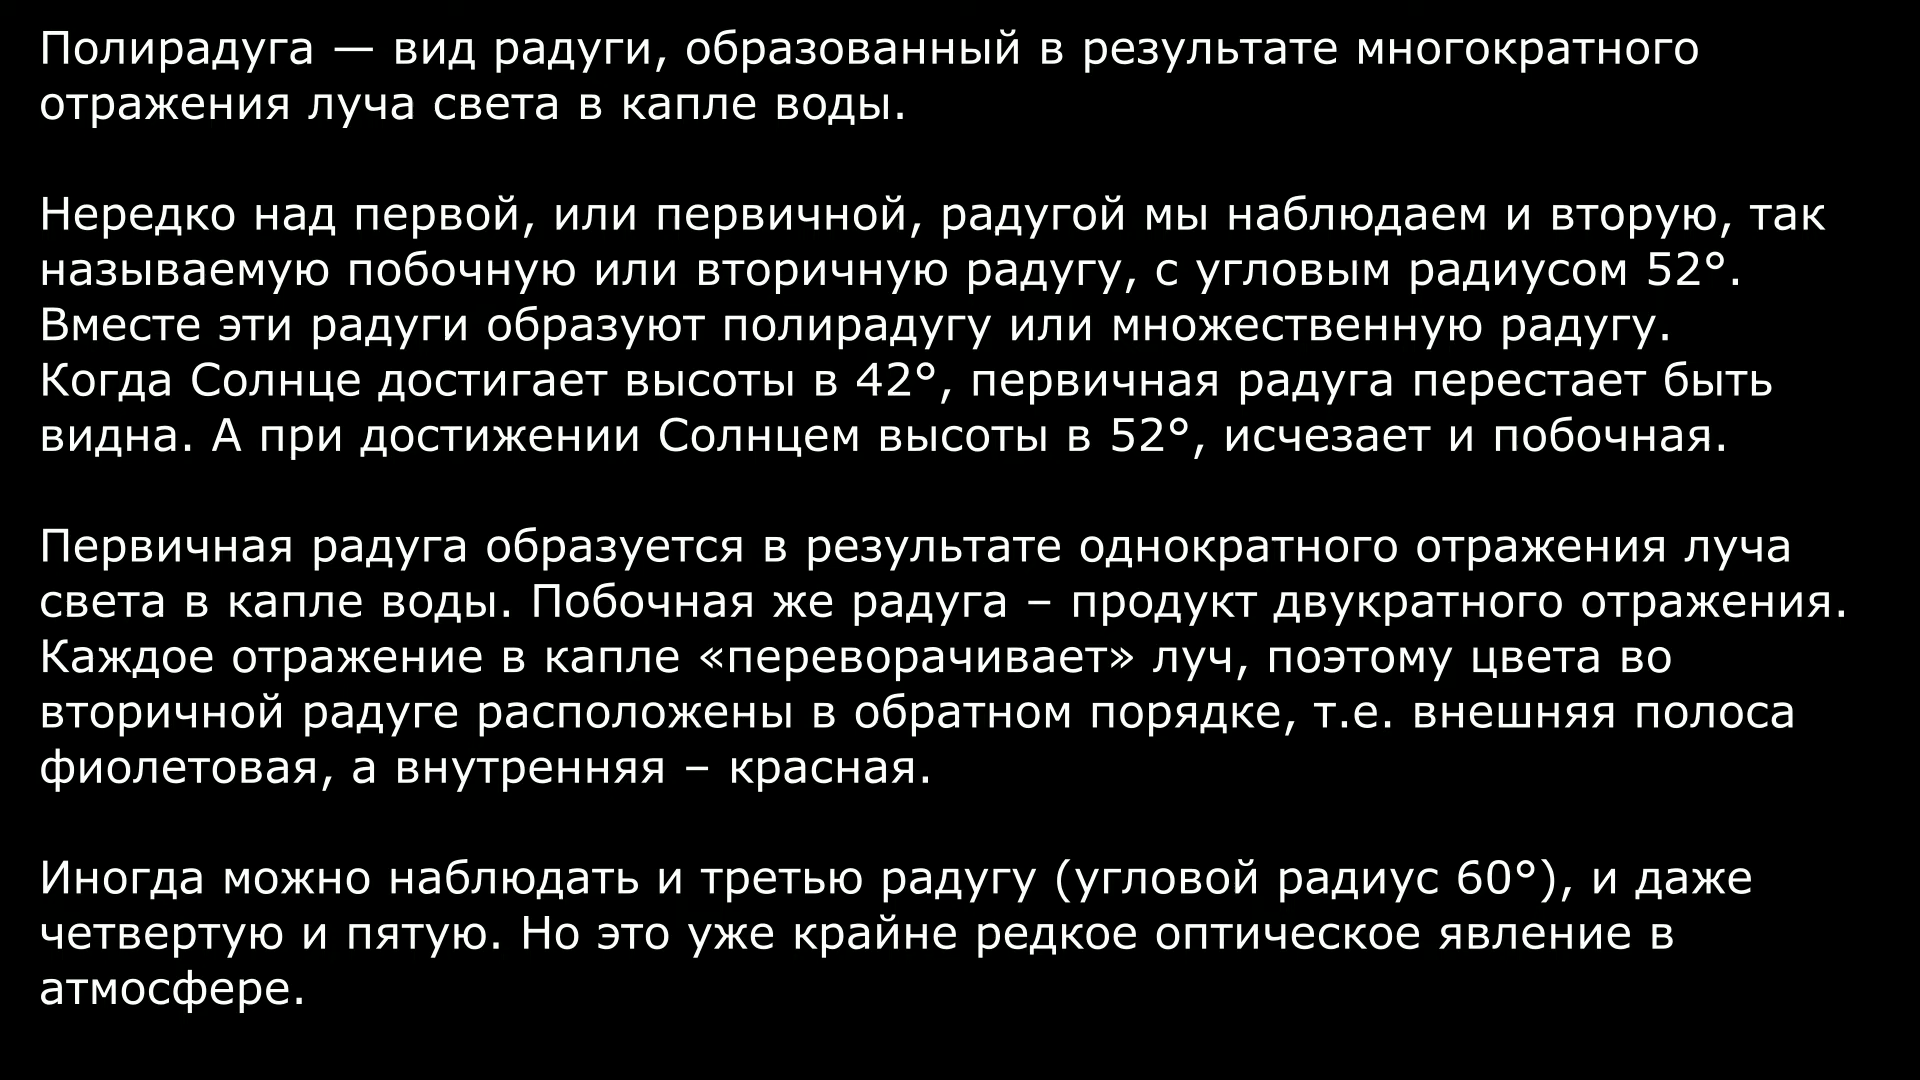 Полирадуга — вид радуги, образованный в результате многократного
отражения луча света в капле воды.
Нередко над первой, или первичной, радугой мы наблюдаем и вторую, так
называемую побочную или вторичную радугу, с угловым радиусом 52°.
Вместе эти радуги образуют полирадугу или множественную радугу.
Когда Солнце достигает высоты в 42°, первичная радуга перестает быть
видна. А при достижении Солнцем высоты в 52°, исчезает и побочная.
Первичная радуга образуется в результате однократного отражения луча
света в капле воды. Побочная же радуга – продукт двукратного отражения.
Каждое отражение в капле «переворачивает» луч, поэтому цвета во
вторичной радуге расположены в обратном порядке, т.е. внешняя полоса
фиолетовая, а внутренняя – красная.
Иногда можно наблюдать и третью радугу (угловой радиус 60°), и даже
четвертую и пятую. Но это уже крайне редкое оптическое явление в
атмосфере.